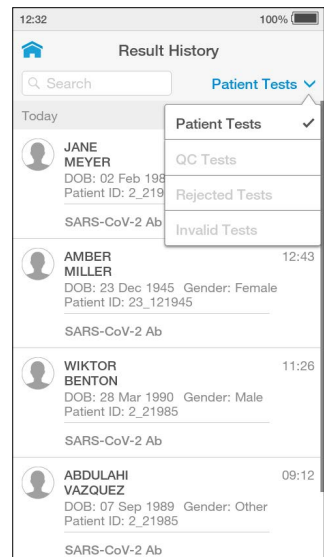 12:32 100%
Result History
Search Patient Tests
Today
Patient Tests
QC Tests
Rejected Tests
Invalid Tests
JANE
MEYER
DOB: 02 Feb 198
Patient ID: 2_219
SARS-CoV-2 Ab
AMBER 12:43
MILLER
DOB: 23 Dec 1945 Gender: Female
Patient ID: 23_121945
SARS-CoV-2 Ab
WIKTOR 11:26
BENTON
DOB: 28 Mar 1990 Gender: Male
Patient ID: 2_21985
SARS-CoV-2 Ab
ABDULAHI 09:12
VAZQUEZ
DOB: 07 Sep 1989 Gender: Other
Patient ID: 2_21985
SARS-CoV-2 Ab